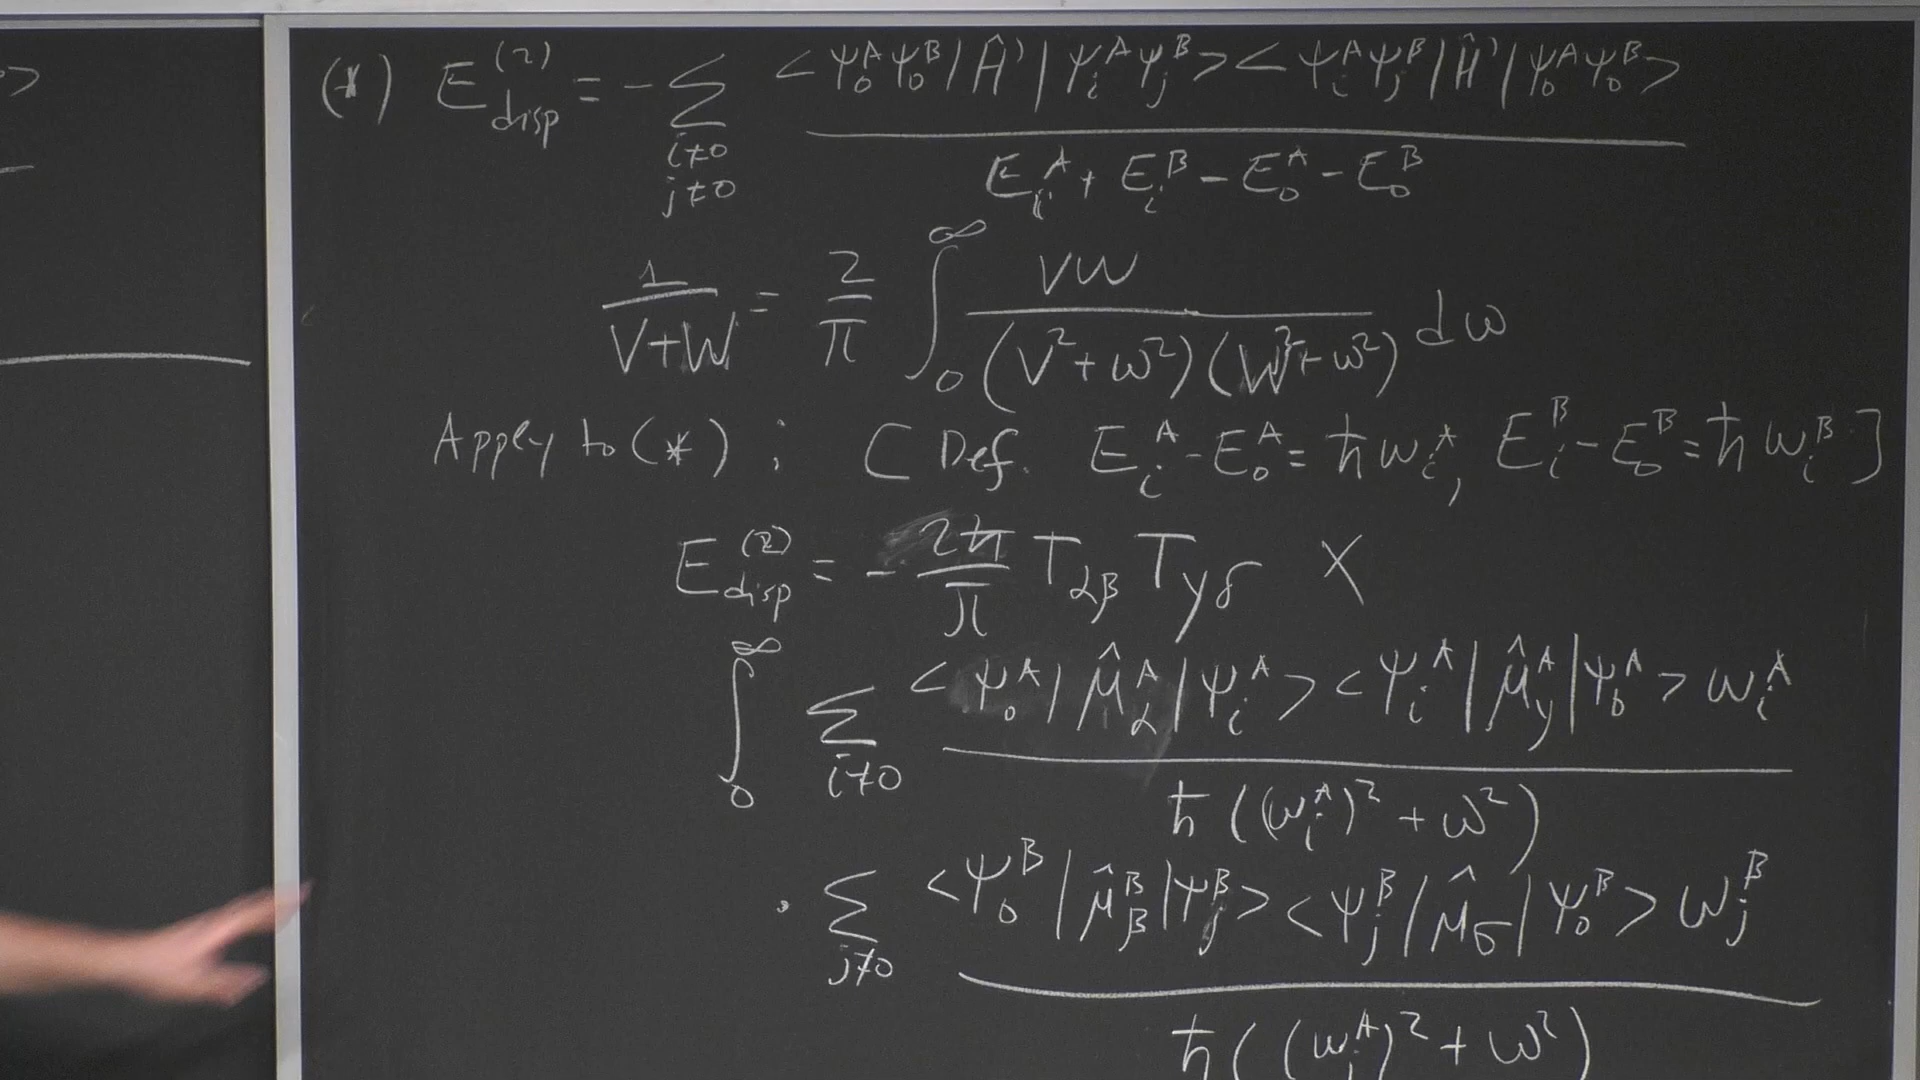 >
(*) E_disp^(2) = - Σ_{i≠0, j≠0} <Ψ_0^A Ψ_0^B | Ĥ' | Ψ_i^A Ψ_j^B> <Ψ_i^A Ψ_j^B | Ĥ' | Ψ_0^A Ψ_0^B> / (E_i^A + E_i^B - E_0^A - E_0^B)
1/(V+W) = 2/π ∫_0^∞ VW / ((V²+ω²)(W²+ω²)) dω
Apply to (*) : [ Def. E_i^A - E_0^A = ħω_i^A, E_i^B - E_0^B = ħω_i^B ]
E_disp^(2) = - 2ħ/π T_αβ T_γδ ×
∫_0^∞ Σ_{i≠0} <Ψ_0^A | μ̂_α^A | Ψ_i^A> <Ψ_i^A | μ̂_γ^A | Ψ_0^A> ω_i^A / ħ((ω_i^A)² + ω²)
· Σ_{j≠0} <Ψ_0^B | μ̂_β^B | Ψ_j^B> <Ψ_j^B | μ̂_δ | Ψ_0^B> ω_j^B / ħ((ω_j^A)² + ω²)